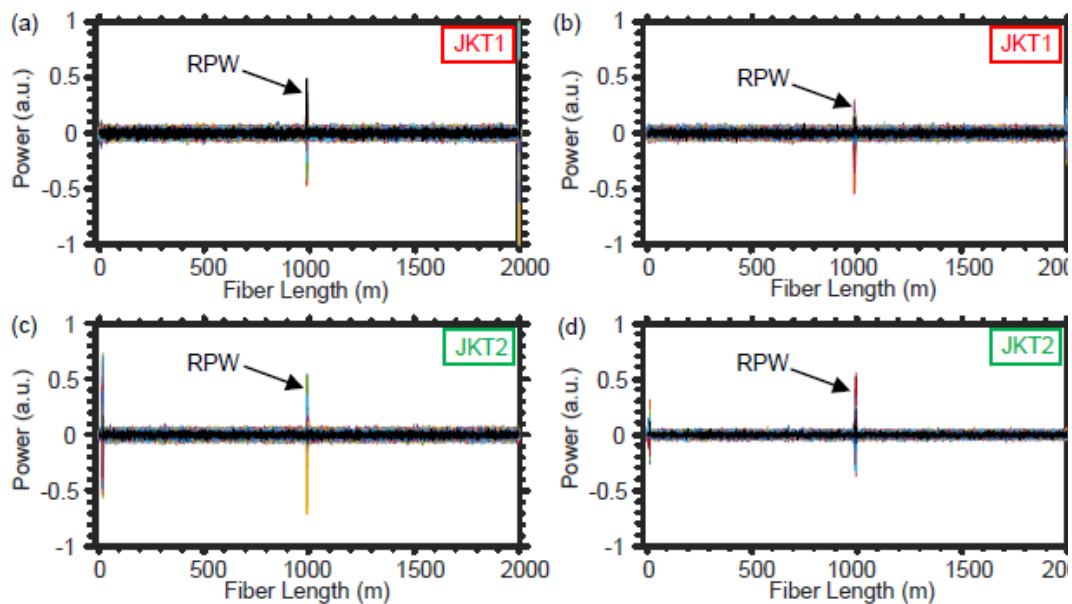 (a)
JKT1
RPW
Power (a.u.)
1
0.5
0
-0.5
-1
0 500 1000 1500 2000
Fiber Length (m)
(b)
JKT1
RPW
Power (a.u.)
1
0.5
0
-0.5
-1
0 500 1000 1500 200
Fiber Length (m)
(c)
JKT2
RPW
Power (a.u.)
1
0.5
0
-0.5
-1
0 500 1000 1500 2000
Fiber Length (m)
(d)
JKT2
RPW
Power (a.u.)
1
0.5
0
-0.5
-1
0 500 1000 1500 200
Fiber Length (m)